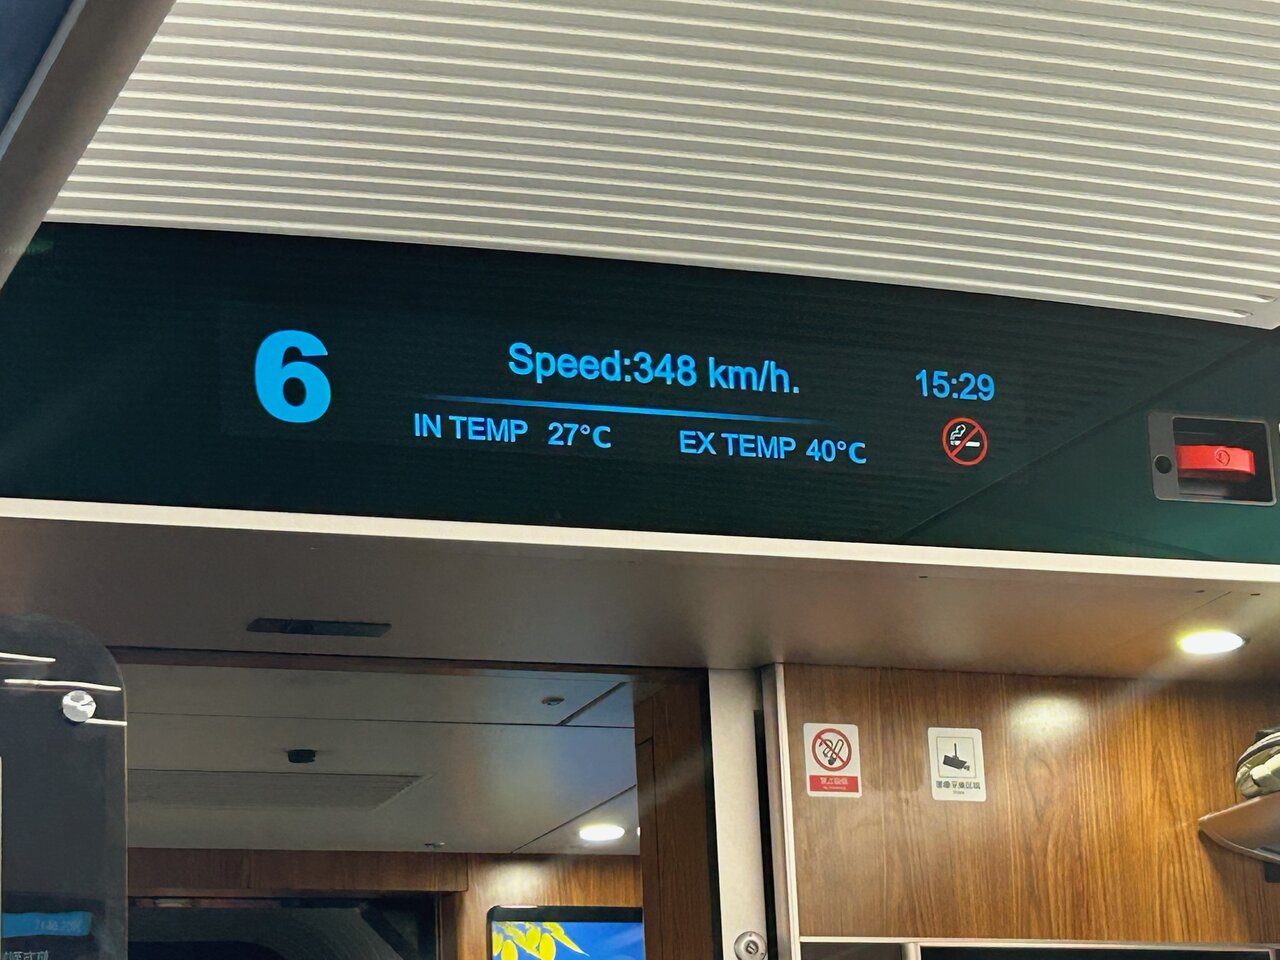 6
Speed:348 km/h.
15:29
IN TEMP 27°C
EX TEMP 40°C